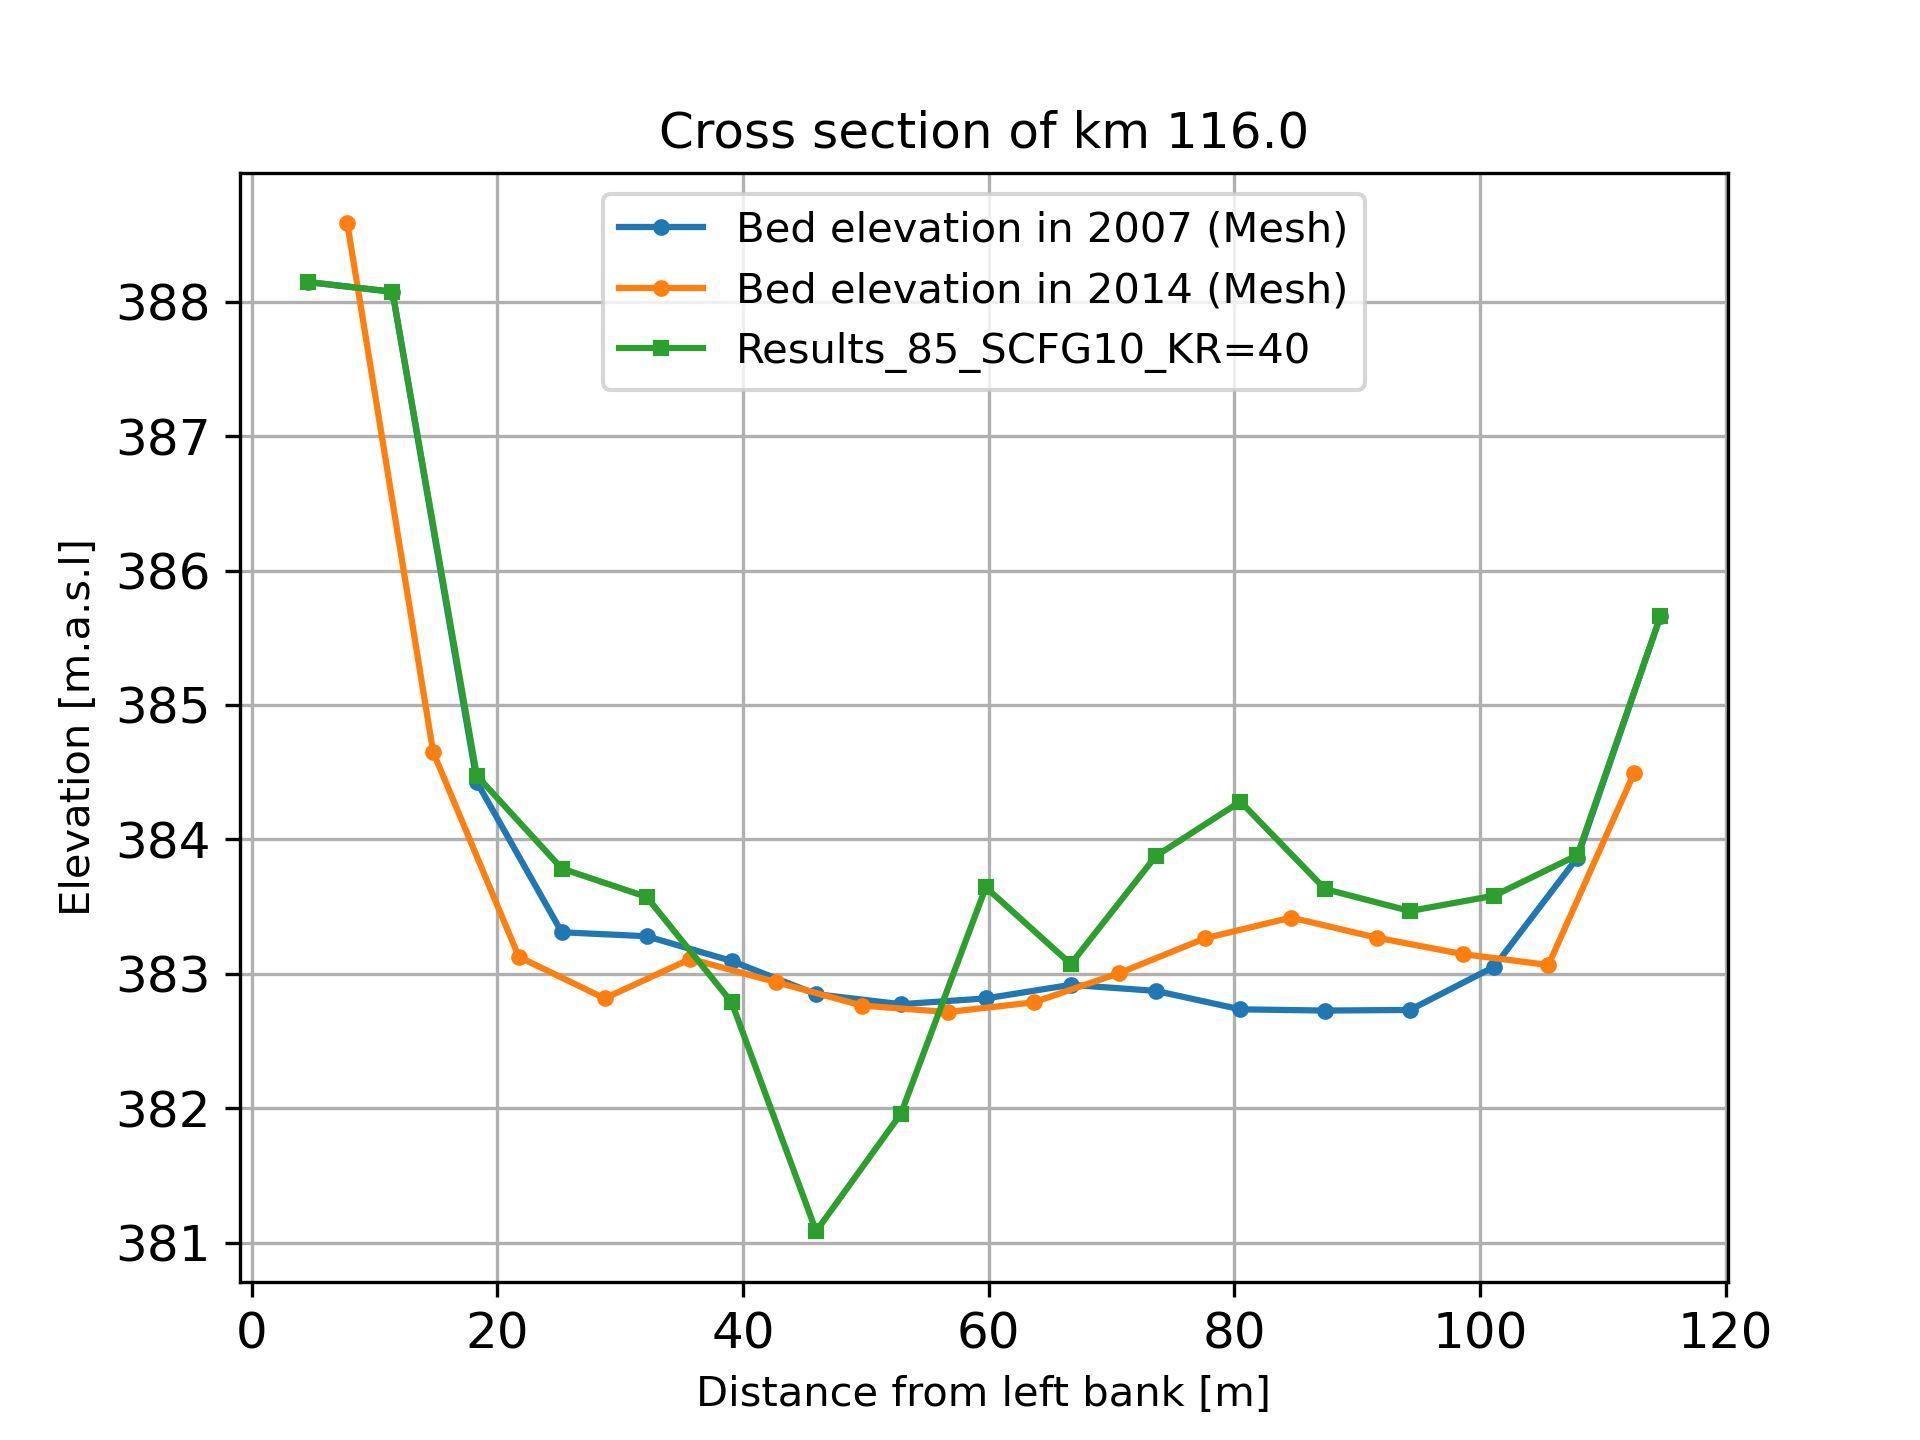 Cross section of km 116.0
Bed elevation in 2007 (Mesh)
Bed elevation in 2014 (Mesh)
Results_85_SCFG10_KR=40
388
387
386
385
384
383
382
381
Elevation [m.a.s.l]
0 20 40 60 80 100 120
Distance from left bank [m]